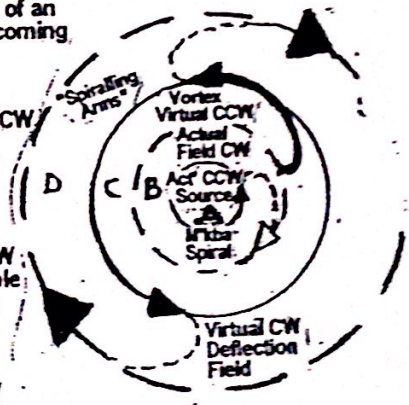 of an
coming
"Spiralling
Arms"
CW
Vortex
Virtual CCW
Actual
Field CW
D
C
B
Act CCW
Source
Spiral
W
le
Virtual CW
Deflection
Field